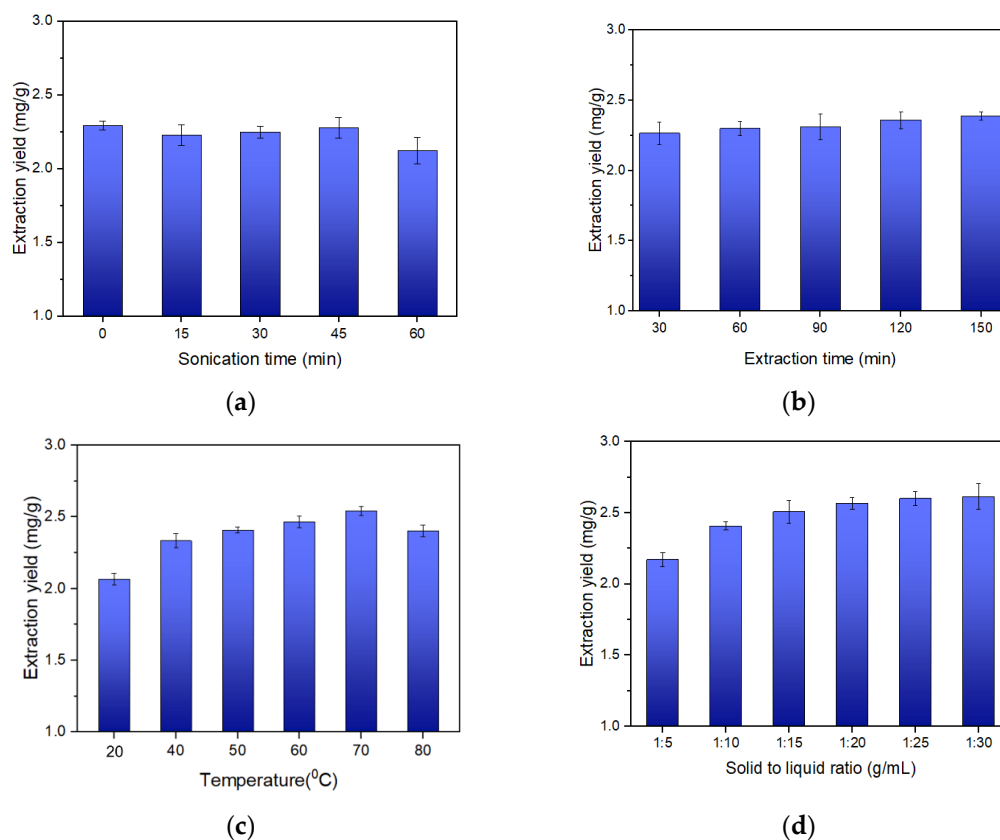 3.0
2.5
2.0
1.5
1.0
Extraction yield (mg/g)
0 15 30 45 60
Sonication time (min)
(a)
3.0
2.5
2.0
1.5
1.0
Extraction yield (mg/g)
30 60 90 120 150
Extraction time (min)
(b)
3.0
2.5
2.0
1.5
1.0
Extraction yield (mg/g)
20 40 50 60 70 80
Temperature(⁰C)
(c)
3.0
2.5
2.0
1.5
1.0
Extraction yield (mg/g)
1:5 1:10 1:15 1:20 1:25 1:30
Solid to liquid ratio (g/mL)
(d)